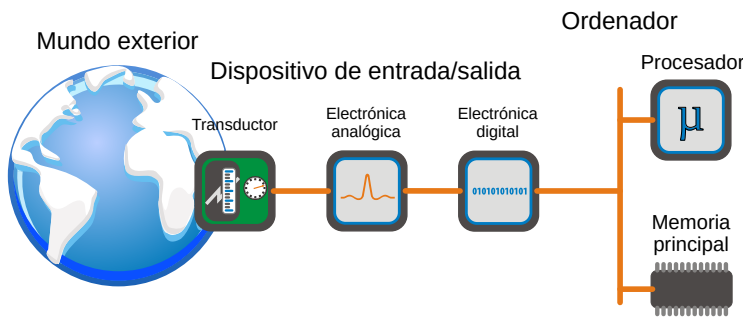 Ordenador
Mundo exterior
Dispositivo de entrada/salida
Procesador
Transductor
Electrónica
analógica
Electrónica
digital
µ
010101010101
Memoria
principal